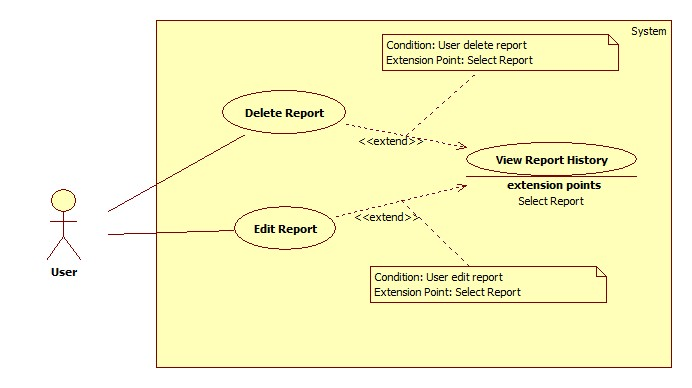 System
Condition: User delete report
Extension Point: Select Report
Delete Report
<<extend>>
View Report History
extension points
Select Report
<<extend>>
Edit Report
User
Condition: User edit report
Extension Point: Select Report